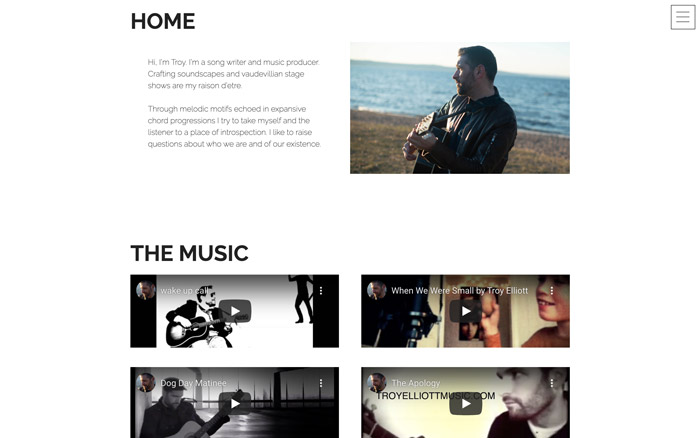 HOME
Hi, I'm Troy. I'm a song writer and music producer.
Crafting soundscapes and vaudevillian stage
shows are my raison d'etre.
Through melodic motifs echoed in expansive
chord progressions I try to take myself and the
listener to a place of introspection. I like to raise
questions about who we are and of our existence.
THE MUSIC
wake up call
When We Were Small by Troy Elliott
Dog Day Matinee
The Apology
TROYELLIOTTMUSIC.COM